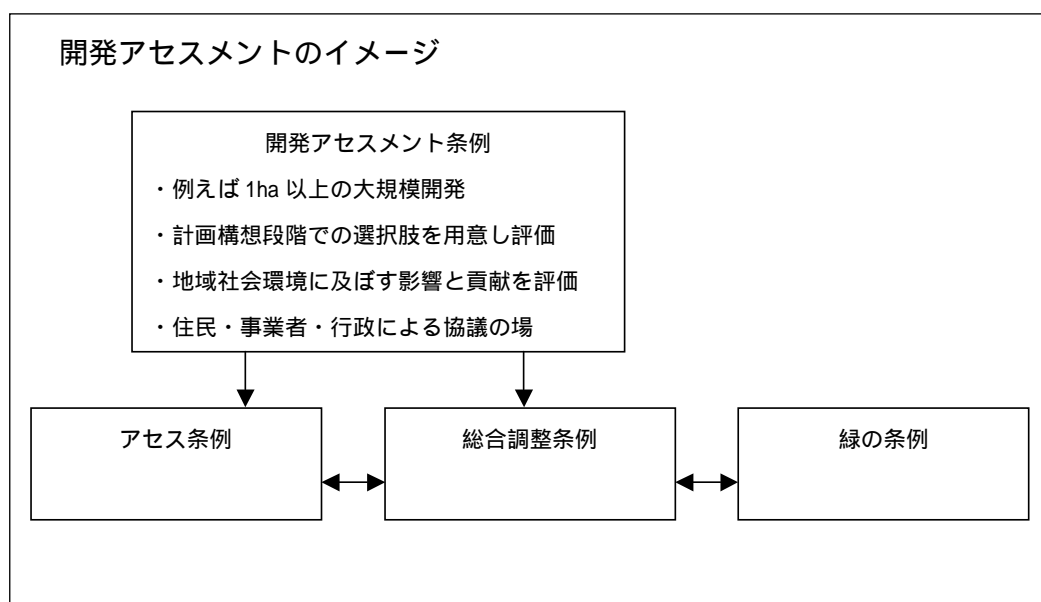 開発アセスメントのイメージ
開発アセスメント条例
・例えば 1ha 以上の大規模開発
・計画構想段階での選択肢を用意し評価
・地域社会環境に及ぼす影響と貢献を評価
・住民・事業者・行政による協議の場
アセス条例
総合調整条例
緑の条例